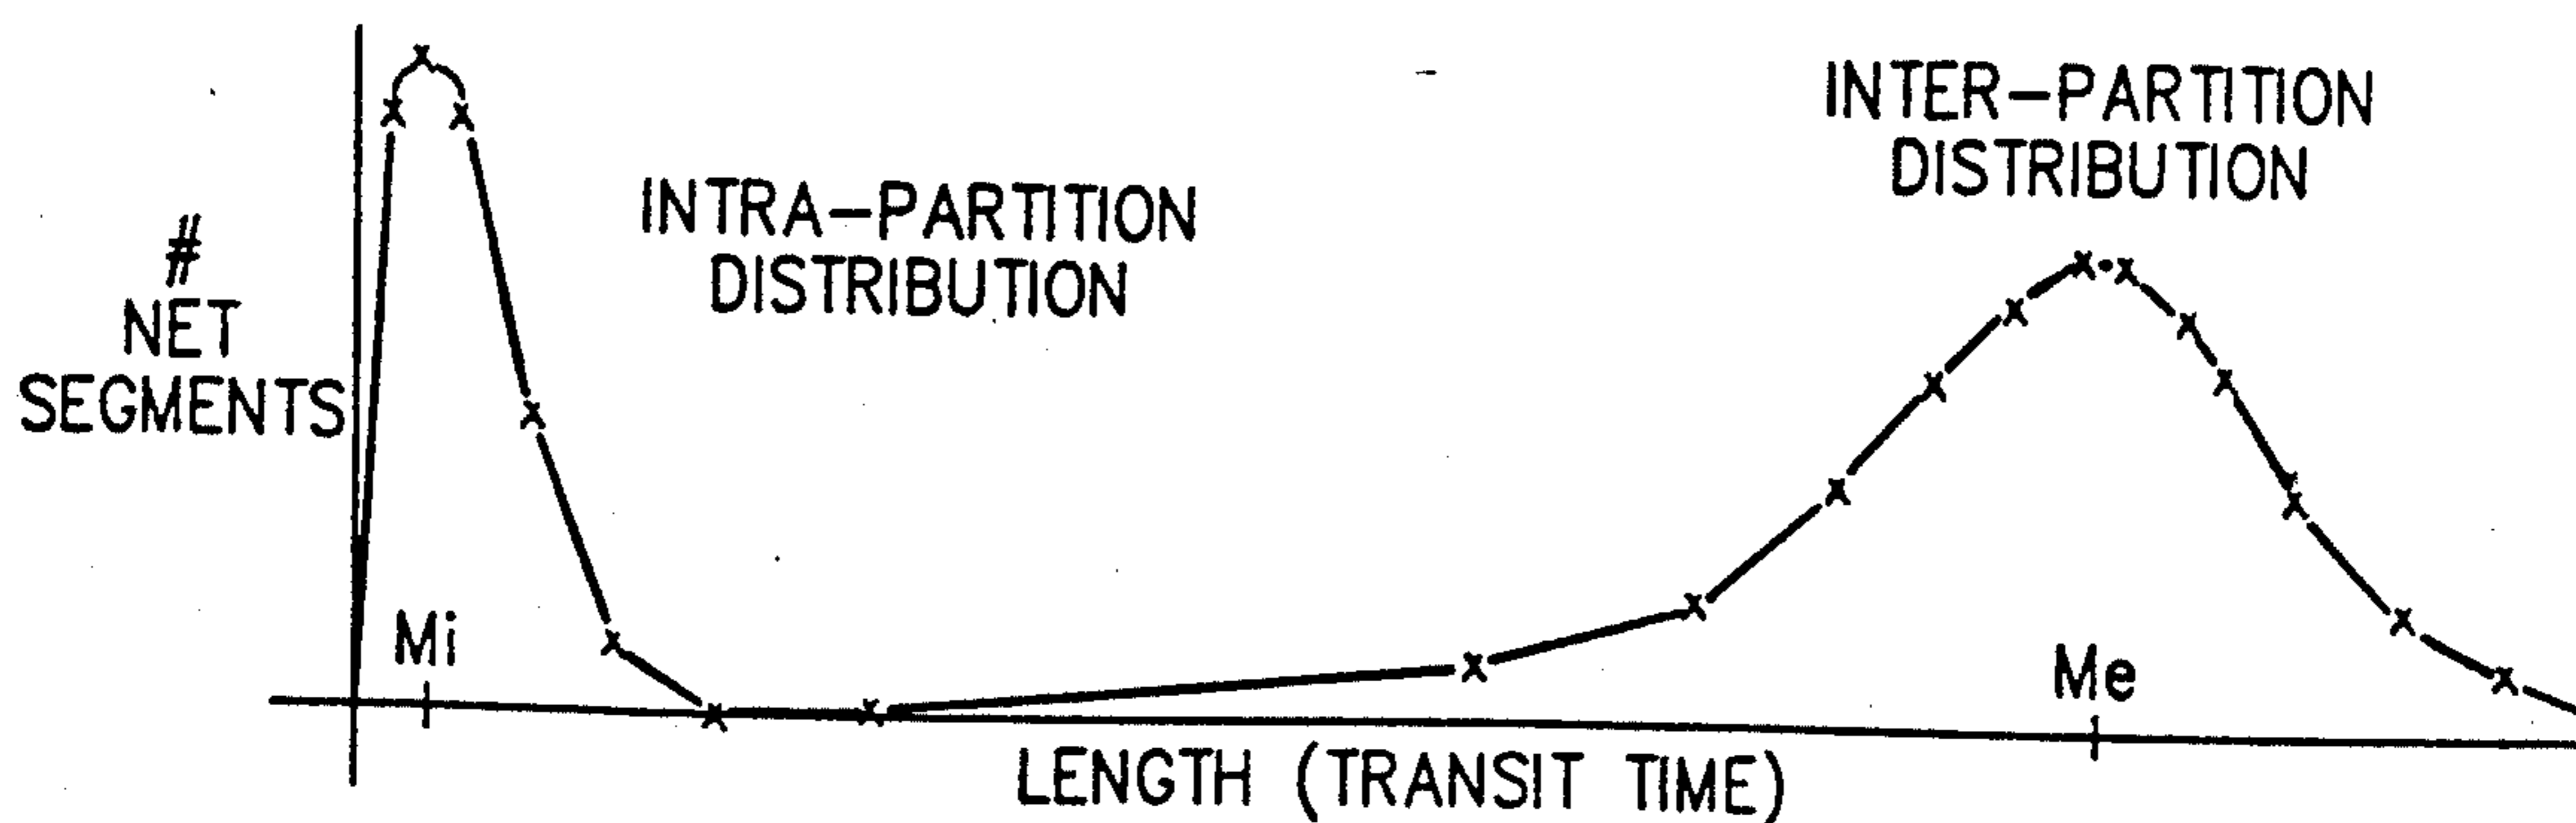 #
NET
SEGMENTS
INTRA-PARTITION
DISTRIBUTION
INTER-PARTITION
DISTRIBUTION
Mi
Me
LENGTH (TRANSIT TIME)